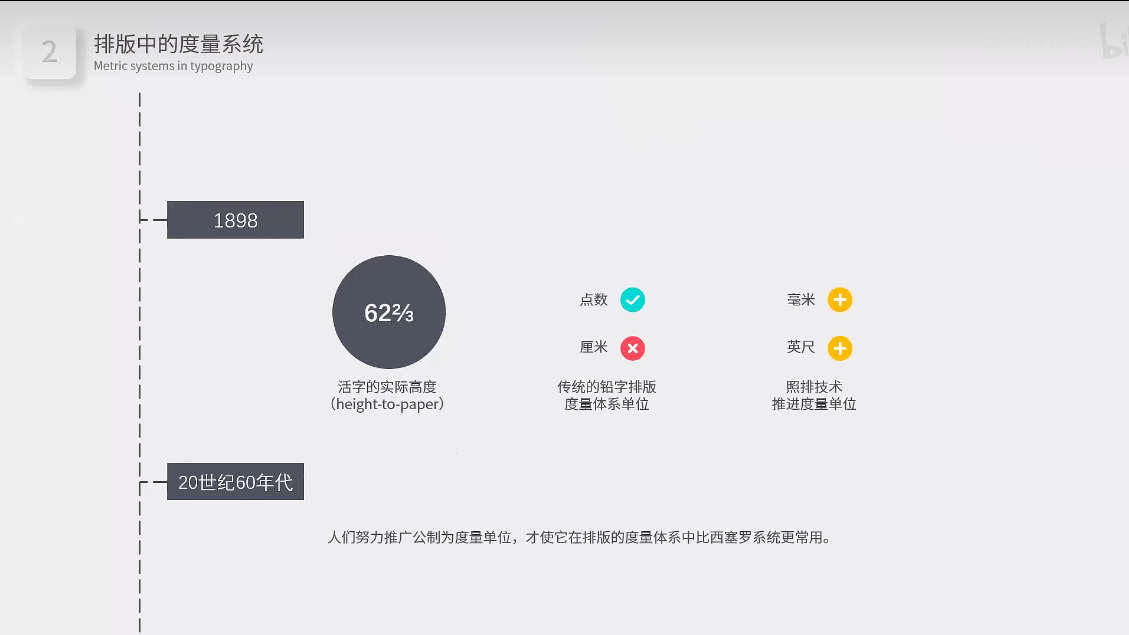 2
排版中的度量系统
Metric systems in typography
1898
62⅔
点数
毫米
厘米
英尺
活字的实际高度
（height-to-paper）
传统的铅字排版
度量体系单位
照排技术
推进度量单位
20世纪60年代
人们努力推广公制为度量单位，才使它在排版的度量体系中比西塞罗系统更常用。